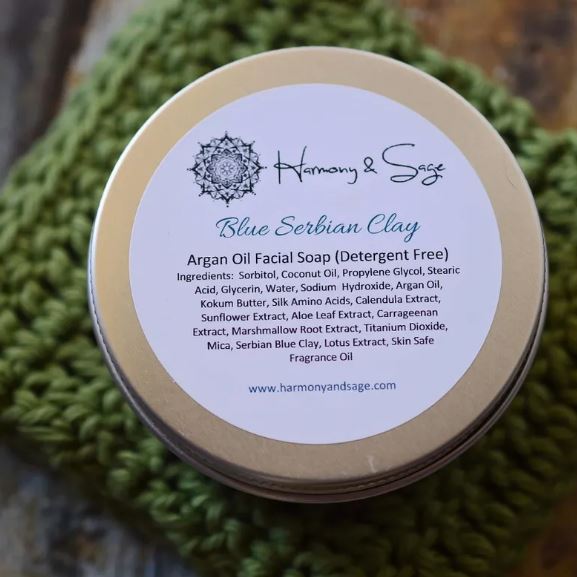 Harmony & Sage
Blue Serbian Clay
Argan Oil Facial Soap (Detergent Free)
Ingredients: Sorbitol, Coconut Oil, Propylene Glycol, Stearic
Acid, Glycerin, Water, Sodium Hydroxide, Argan Oil,
Kokum Butter, Silk Amino Acids, Calendula Extract,
Sunflower Extract, Aloe Leaf Extract, Carrageenan
Extract, Marshmallow Root Extract, Titanium Dioxide,
Mica, Serbian Blue Clay, Lotus Extract, Skin Safe
Fragrance Oil
www.harmonyandsage.com